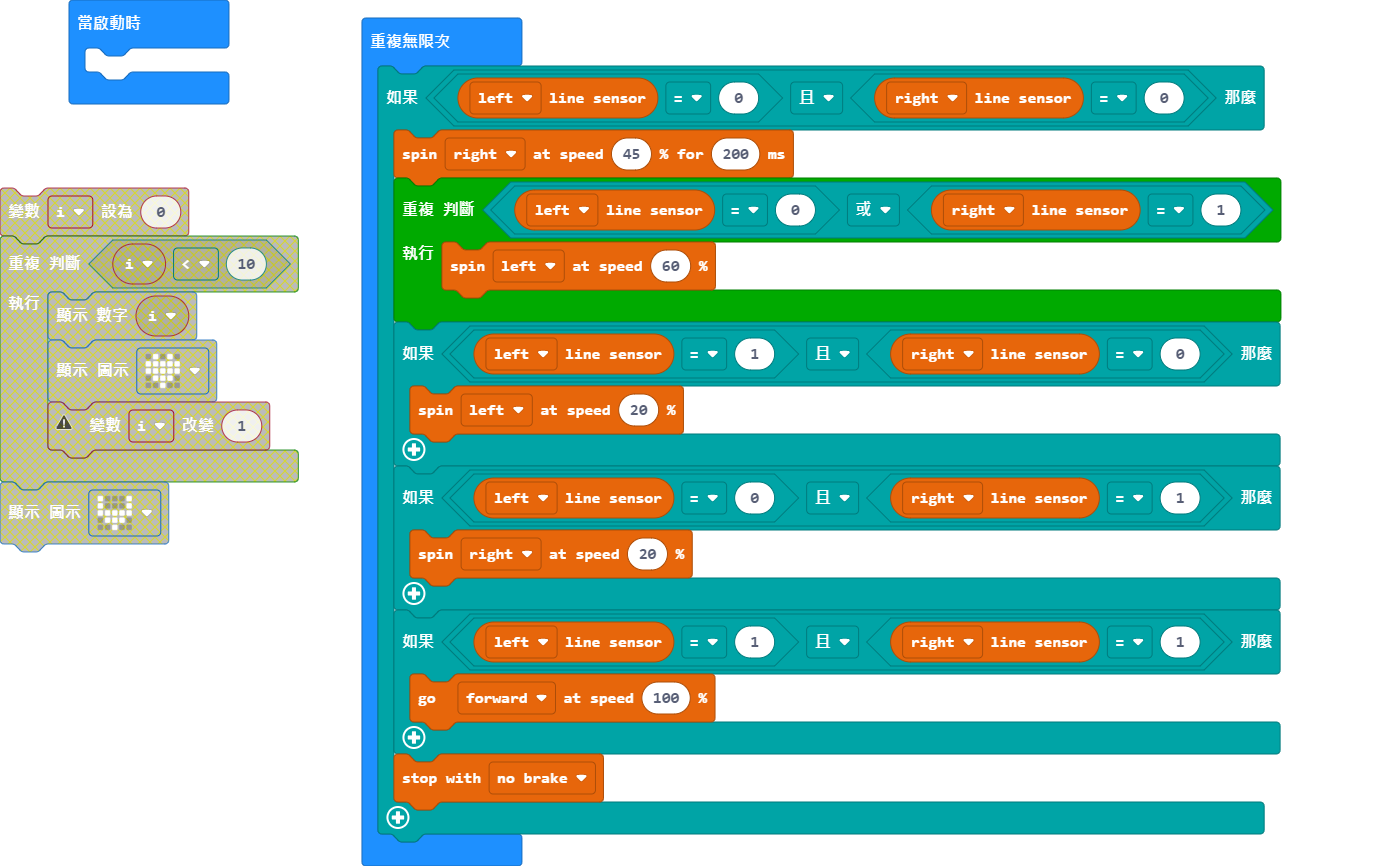 當啟動時
變數 i 設為 0
重複 判斷 i < 10
執行
顯示 數字 i
顯示 圖示
變數 i 改變 1
顯示 圖示
重複無限次
如果 left line sensor = 0 且 right line sensor = 0 那麼
spin right at speed 45 % for 200 ms
重複 判斷 left line sensor = 0 或 right line sensor = 1
執行 spin left at speed 60 %
如果 left line sensor = 1 且 right line sensor = 0 那麼
spin left at speed 20 %
如果 left line sensor = 0 且 right line sensor = 1 那麼
spin right at speed 20 %
如果 left line sensor = 1 且 right line sensor = 1 那麼
go forward at speed 100 %
stop with no brake